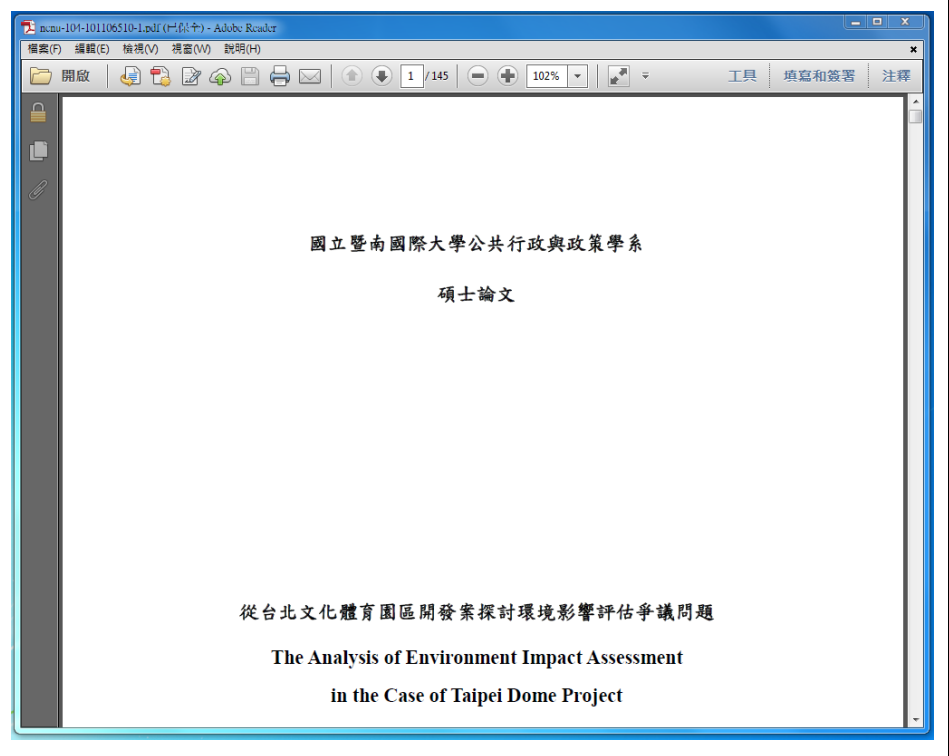 ncnu-104-101106510-1.pdf (已保全) - Adobe Reader
檔案(F) 編輯(E) 檢視(V) 視窗(W) 說明(H)
開啟 1 / 145 102% 工具 填寫和簽署 注釋
國立暨南國際大學公共行政與政策學系
碩士論文
從台北文化體育園區開發案探討環境影響評估爭議問題
The Analysis of Environment Impact Assessment
in the Case of Taipei Dome Project